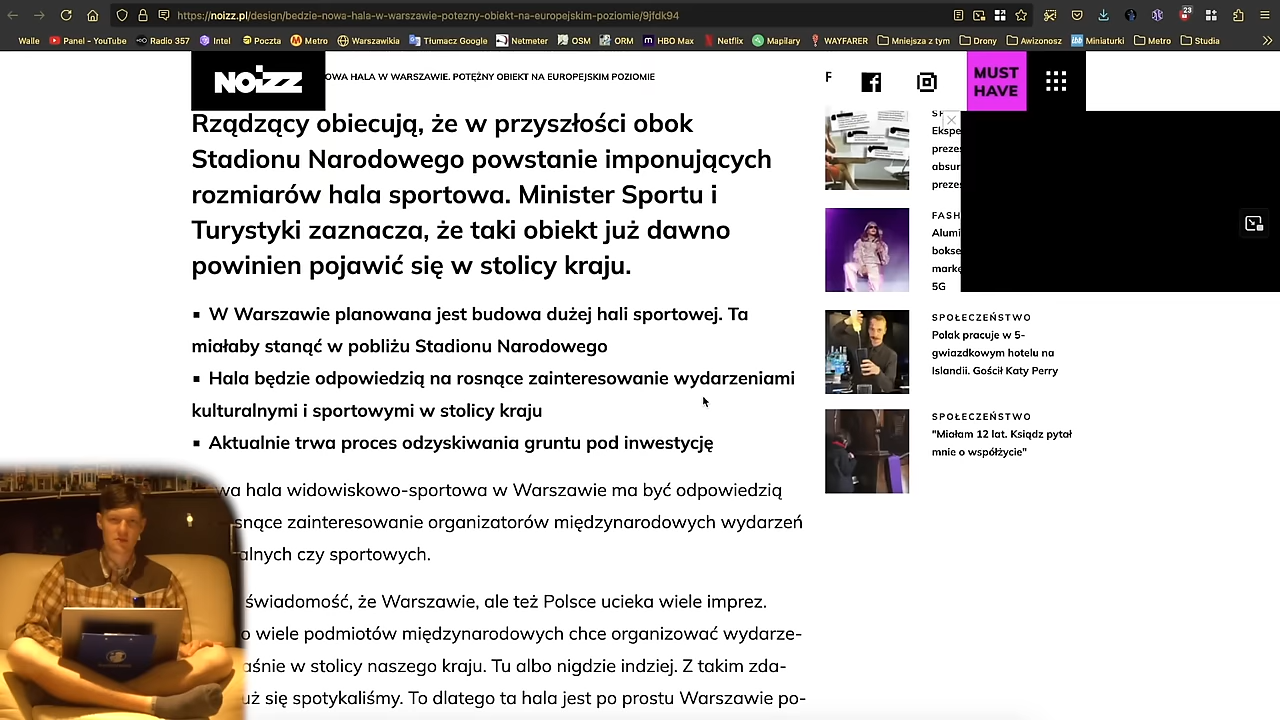 https://noizz.pl/design/bedzie-nowa-hala-w-warszawie-potezny-obiekt-na-europejskim-poziomie/9jfdk94
23
Walle
Panel - YouTube
Radio 357
Intel
Poczta
Metro
Warszawikia
Tłumacz Google
Netmeter
OSM
ORM
HBO Max
Netflix
Mapilary
WAYFARER
Mniejsza z tym
Drony
Awizonosz
Miniaturki
Metro
Studia
NOIZZ
OWA HALA W WARSZAWIE. POTĘŻNY OBIEKT NA EUROPEJSKIM POZIOMIE
F
MUST
HAVE
Rządzący obiecują, że w przyszłości obok
Stadionu Narodowego powstanie imponujących
rozmiarów hala sportowa. Minister Sportu i
Turystyki zaznacza, że taki obiekt już dawno
powinien pojawić się w stolicy kraju.
▪ W Warszawie planowana jest budowa dużej hali sportowej. Ta
miałaby stanąć w pobliżu Stadionu Narodowego
▪ Hala będzie odpowiedzią na rosnące zainteresowanie wydarzeniami
kulturalnymi i sportowymi w stolicy kraju
▪ Aktualnie trwa proces odzyskiwania gruntu pod inwestycję
wa hala widowiskowo-sportowa w Warszawie ma być odpowiedzią
snące zainteresowanie organizatorów międzynarodowych wydarzeń
alnych czy sportowych.
świadomość, że Warszawie, ale też Polsce ucieka wiele imprez.
o wiele podmiotów międzynarodowych chce organizować wydarze-
aśnie w stolicy naszego kraju. Tu albo nigdzie indziej. Z takim zda-
uż się spotykaliśmy. To dlatego ta hala jest po prostu Warszawie po-
Ekspe
prezes
absur
prezes
FASH
Alumi
bokse
markę
5G
SPOŁECZEŃSTWO
Polak pracuje w 5-
gwiazdkowym hotelu na
Islandii. Gościł Katy Perry
SPOŁECZEŃSTWO
"Miałam 12 lat. Ksiądz pytał
mnie o współżycie"